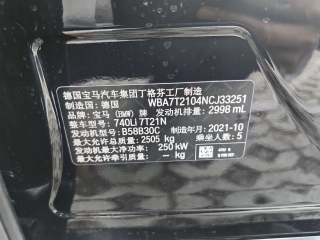 德国宝马汽车集团丁格芬工厂制造
制造国：德国 WBA7T2104NCJ33251
品牌：宝马（BMW）牌 发动机排量：2998 mL
整车型号：740Li 7T21N
发动机型号：B58B30C 制造年月：2021-10
最大允许总质量：2505 kg 乘坐人数：5
发动机最大净功率：250 kW
最大允许牵引质量：— kg